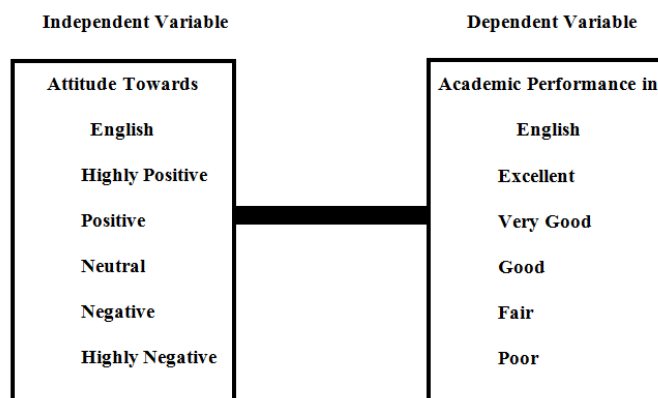 Independent Variable
Dependent Variable
Attitude Towards
English
Highly Positive
Positive
Neutral
Negative
Highly Negative
Academic Performance in
English
Excellent
Very Good
Good
Fair
Poor